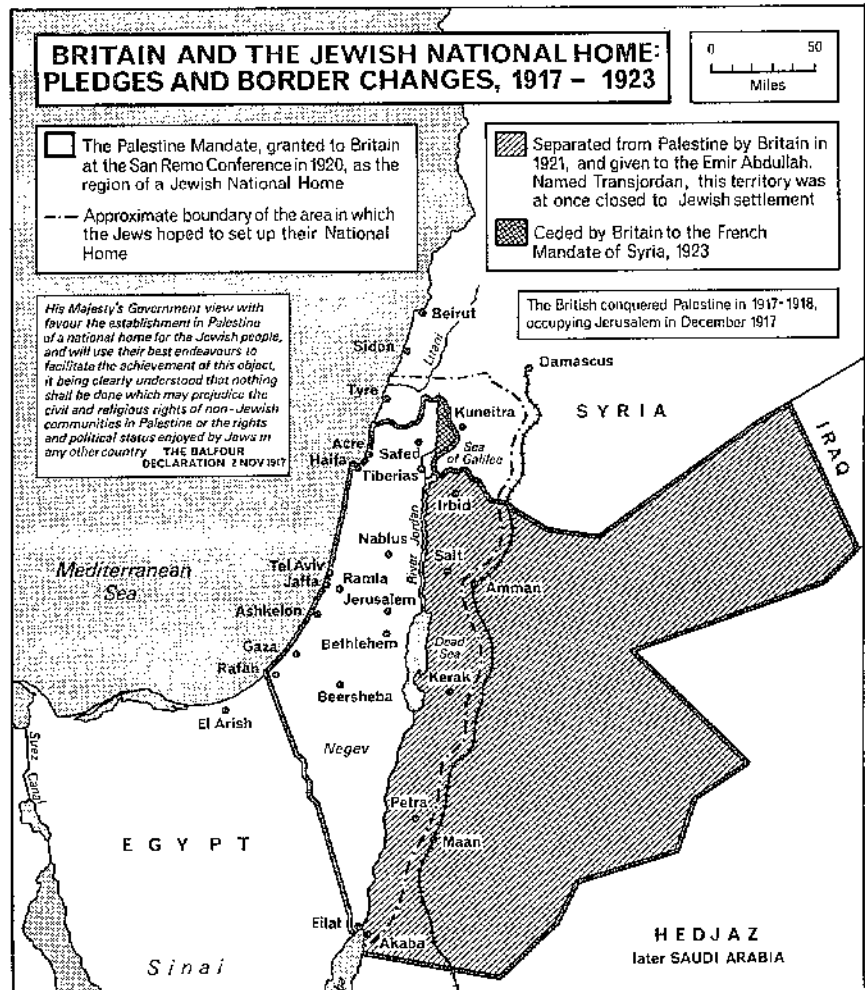 BRITAIN AND THE JEWISH NATIONAL HOME:
PLEDGES AND BORDER CHANGES, 1917 – 1923
0 50
Miles
The Palestine Mandate, granted to Britain
at the San Remo Conference in 1920, as the
region of a Jewish National Home
Approximate boundary of the area in which
the Jews hoped to set up their National
Home
Separated from Palestine by Britain in
1921, and given to the Emir Abdullah.
Named Transjordan, this territory was
at once closed to Jewish settlement
Ceded by Britain to the French
Mandate of Syria, 1923
His Majesty's Government view with
favour the establishment in Palestine
of a national home for the Jewish people,
and will use their best endeavours to
facilitate the achievement of this object,
it being clearly understood that nothing
shall be done which may prejudice the
civil and religious rights of non-Jewish
communities in Palestine or the rights
and political status enjoyed by Jews in
any other country THE BALFOUR
DECLARATION 2 NOV 1917
The British conquered Palestine in 1917-1918,
occupying Jerusalem in December 1917
Beirut
Litani
Sidon
Damascus
Tyre
Kuneitra
SYRIA
IRAQ
Acre
Safed
Sea
of Galilee
Haifa
Tiberias
Irbid
River Jordan
Nablus
Salt
Mediterranean
Sea
Tel Aviv
Jaffa
Ramla
Amman
Jerusalem
Ashkelon
Gaza
Bethlehem
Dead
Sea
Rafah
Kerak
Beersheba
El Arish
Suez Canal
Negev
Petra
EGYPT
Maan
Eilat
Akaba
HEDJAZ
later SAUDI ARABIA
Sinai